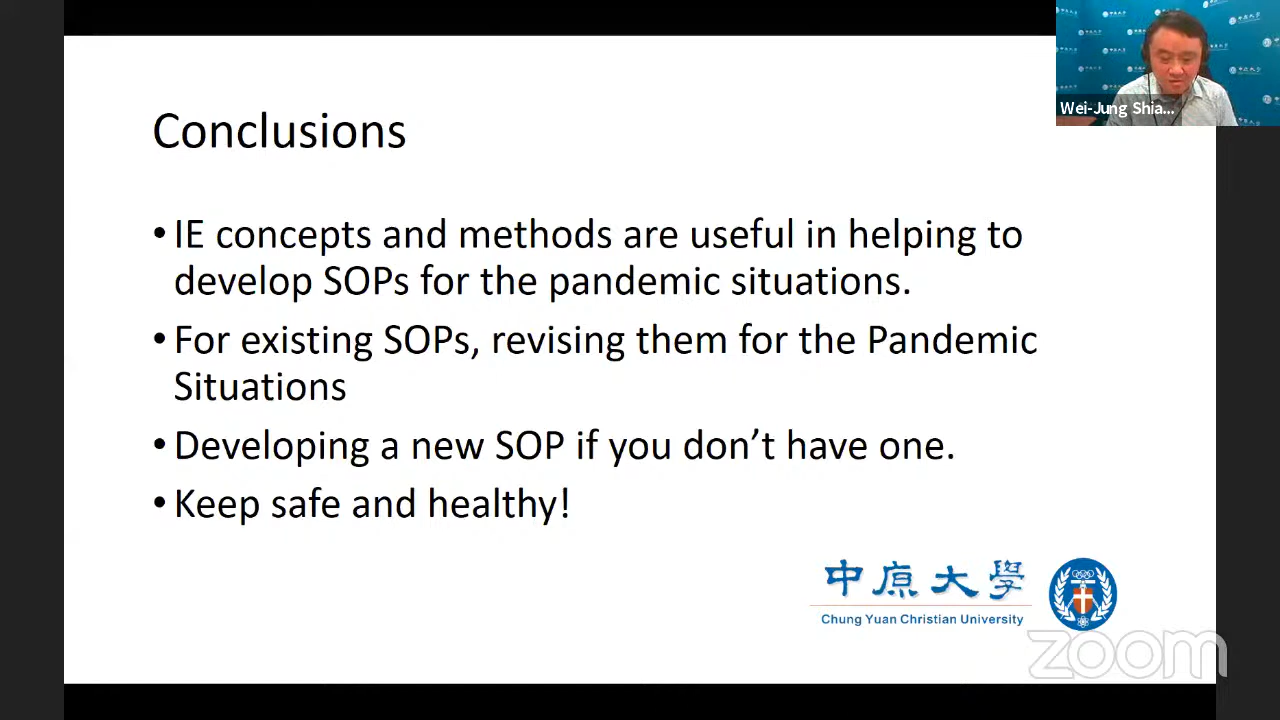 Wei-Jung Shia...
Conclusions
•IE concepts and methods are useful in helping to
develop SOPs for the pandemic situations.
•For existing SOPs, revising them for the Pandemic
Situations
•Developing a new SOP if you don’t have one.
•Keep safe and healthy!
中原大學
Chung Yuan Christian University
zoom